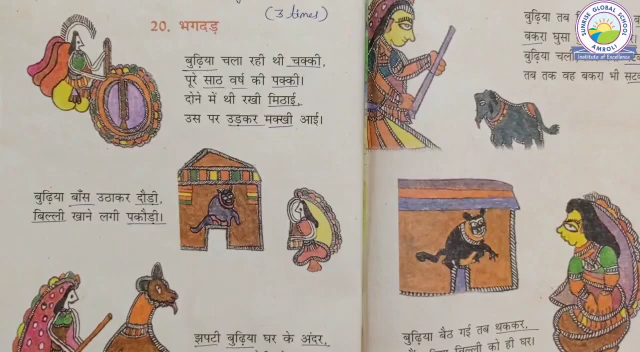 20. भगदड़
(3 times)
बुढ़िया चला रही थी चक्की,
पूरे साठ वर्ष की पक्की।
दोने में थी रखी मिठाई,
उस पर उड़कर मक्खी आई।
बुढ़िया बाँस उठाकर दौड़ी,
बिल्ली खाने लगी पकौड़ी।
झपटी बुढ़िया घर के अंदर,
बुढ़िया तब
बकरा घुसा
बुढ़िया चली
तब तक वह बकरा भी
बुढ़िया बैठ गई तब थककर,
बिल्ली को ही घर।
SUNRISE GLOBAL SCHOOL
AMROLI
Institute of Excellence